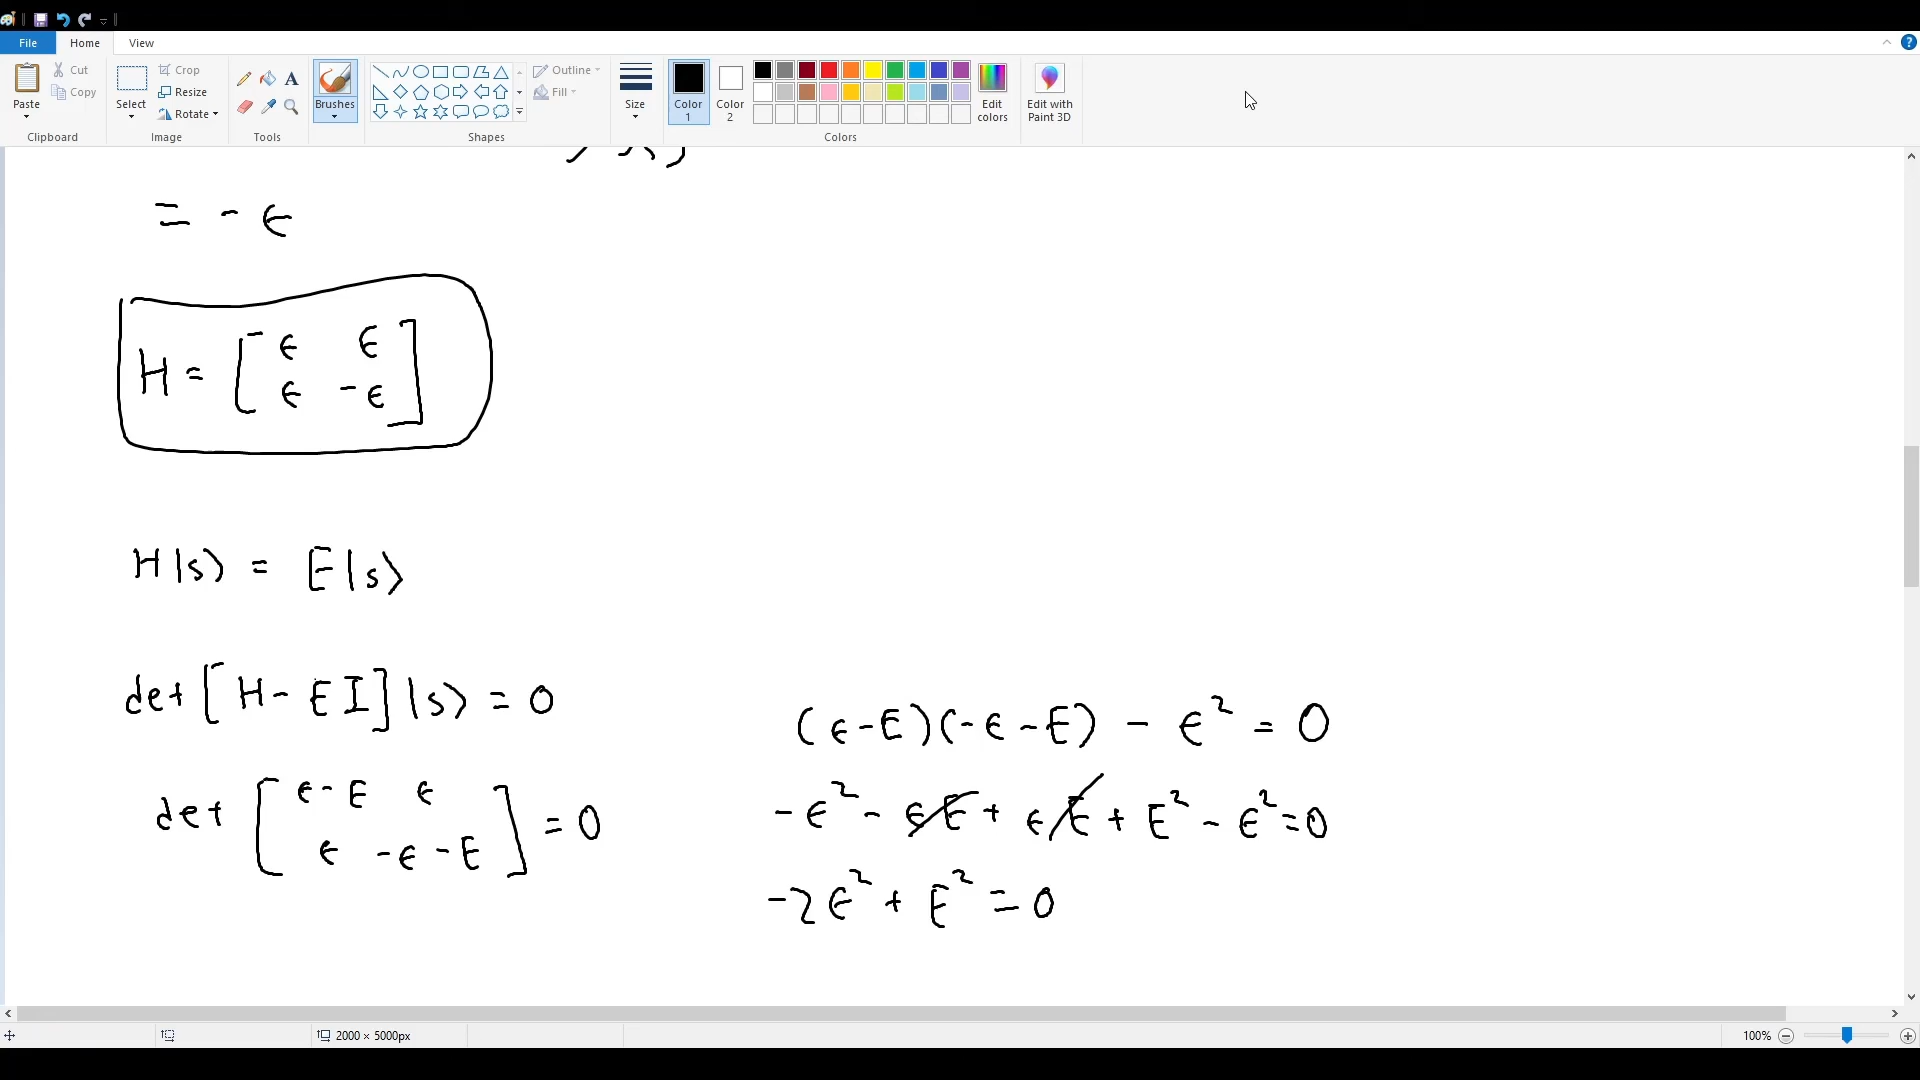 File Home View
Paste Cut Copy Clipboard
Select Crop Resize Rotate Image
Tools
Brushes
Shapes
Outline Fill
Size
Color 1
Color 2
Colors
Edit colors
Edit with Paint 3D
= - ϵ
H = [ ϵ ϵ
ϵ -ϵ ]
H|s⟩ = E|s⟩
det [H - EI] |s⟩ = 0
det [ ϵ - E ϵ
ϵ -ϵ - E ] = 0
(ϵ - E)(-ϵ - E) - ϵ² = 0
-ϵ² - ϵE + ϵE + E² - ϵ² = 0
-2ϵ² + E² = 0
2000 × 5000px
100%